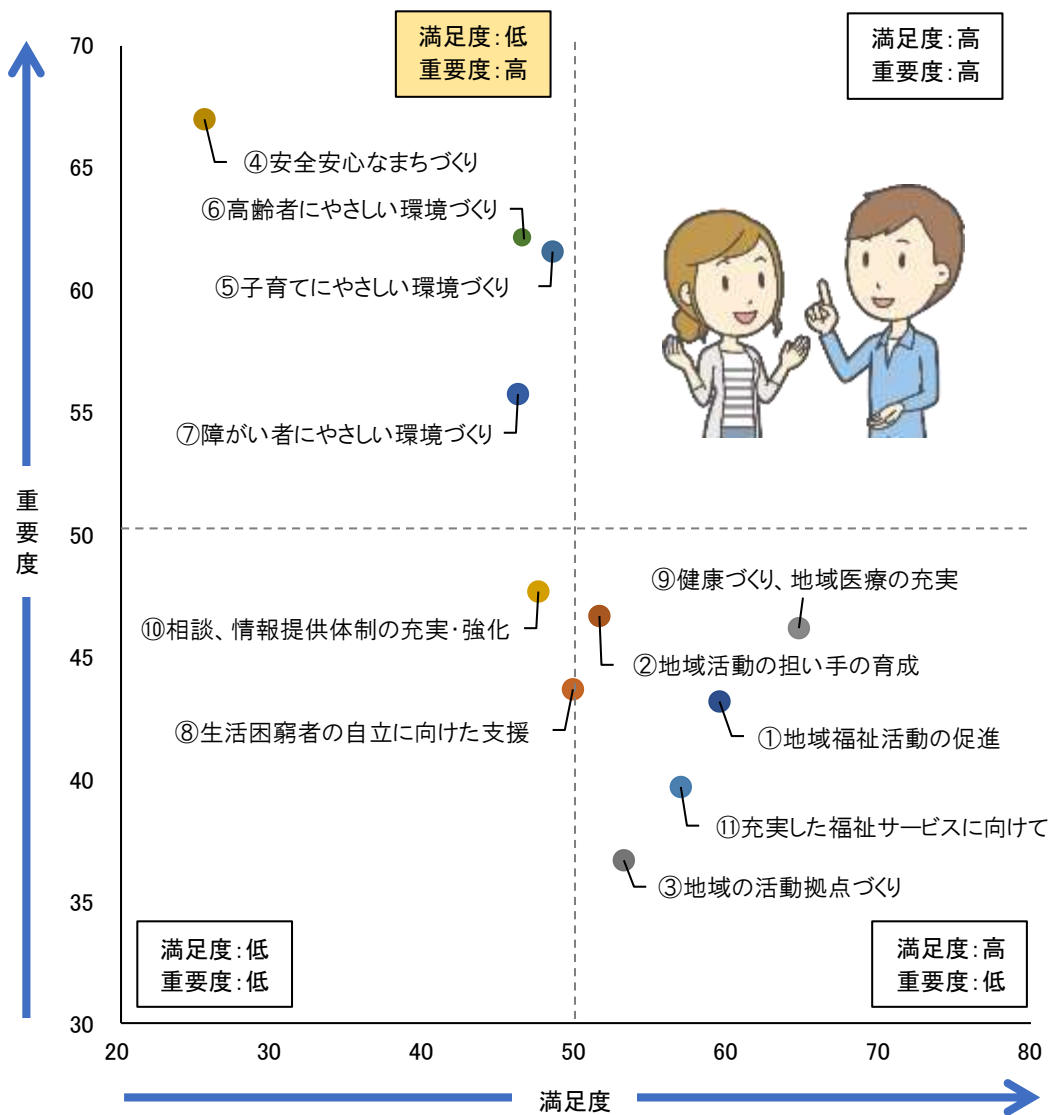 満足度：低
重要度：高
満足度：高
重要度：高
70
65
60
55
50
45
40
35
30
④安全安心なまちづくり
⑥高齢者にやさしい環境づくり
⑤子育てにやさしい環境づくり
⑦障がい者にやさしい環境づくり
重要度
⑨健康づくり、地域医療の充実
⑩相談、情報提供体制の充実・強化
②地域活動の担い手の育成
⑧生活困窮者の自立に向けた支援
①地域福祉活動の促進
⑪充実した福祉サービスに向けて
③地域の活動拠点づくり
満足度：低
重要度：低
満足度：高
重要度：低
20 30 40 50 60 70 80
満足度